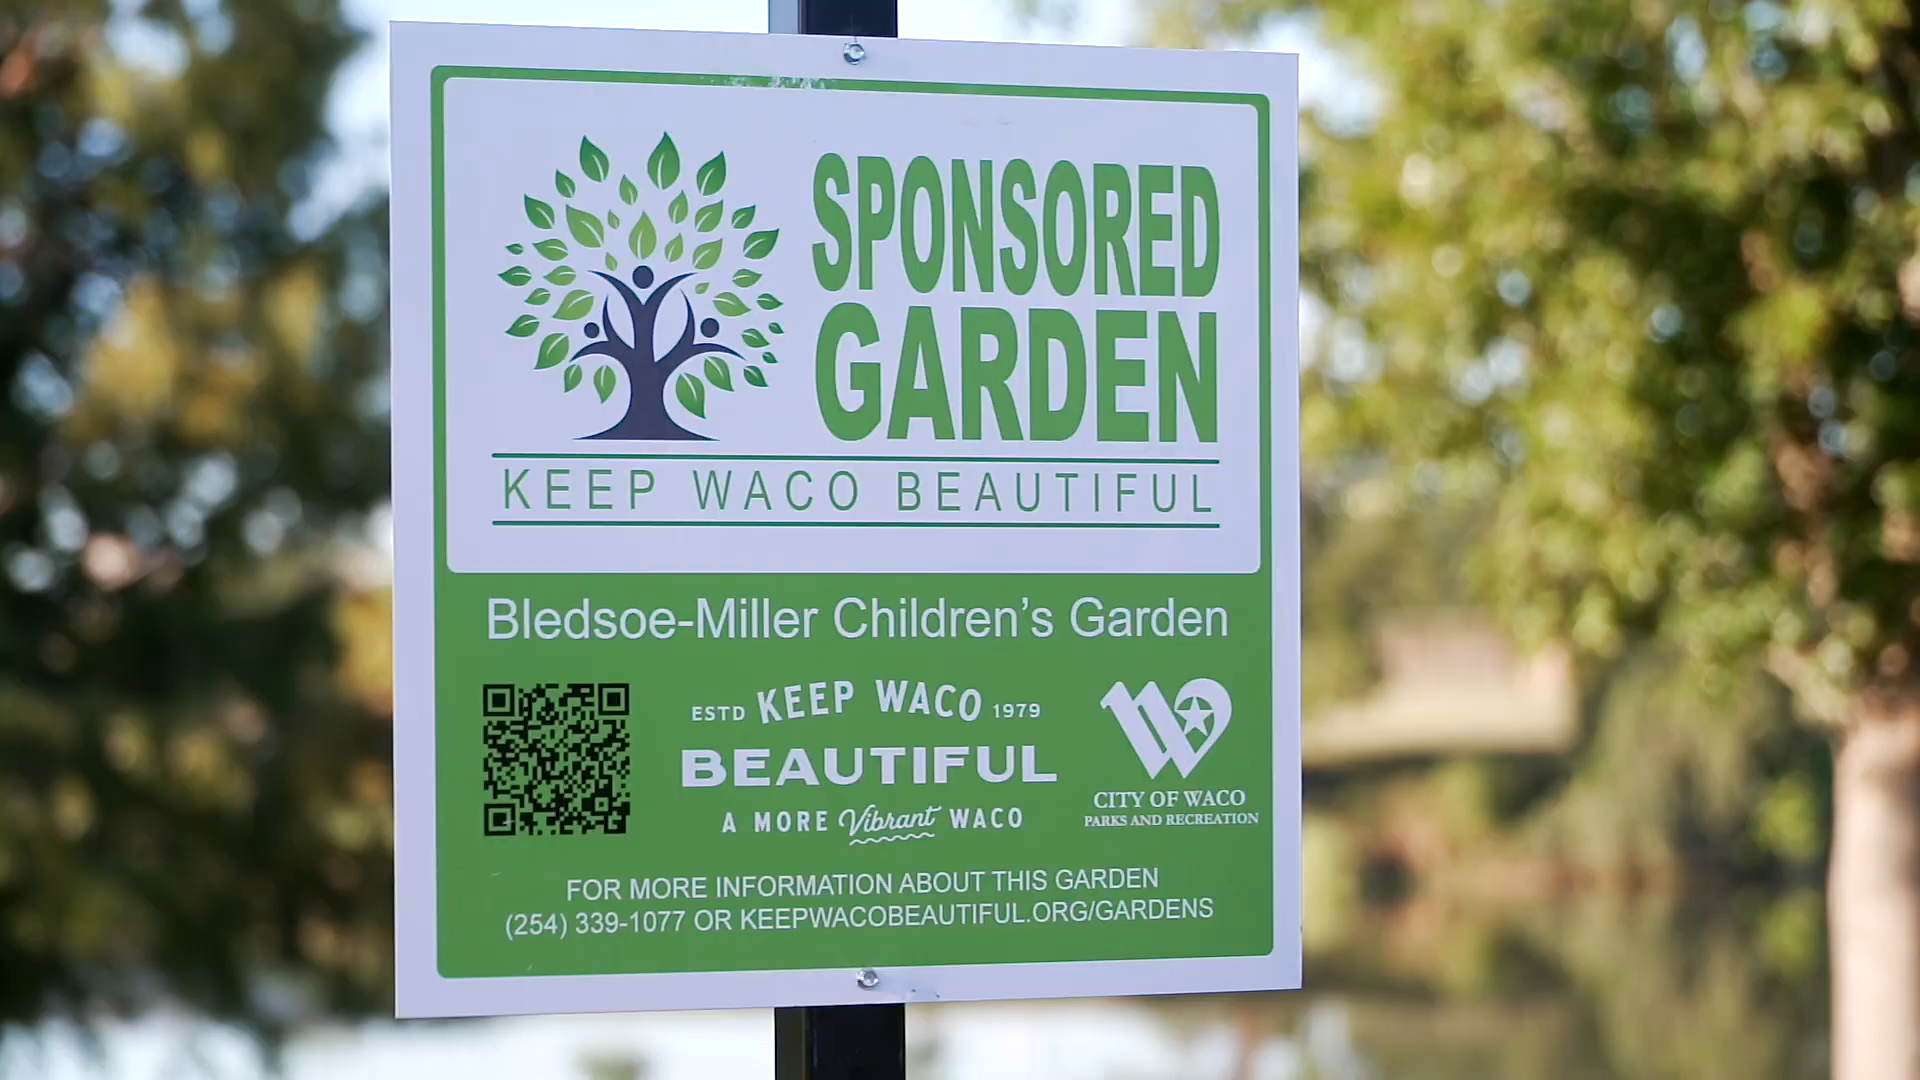 SPONSORED
GARDEN
KEEP WACO BEAUTIFUL
Bledsoe-Miller Children's Garden
ESTD KEEP WACO 1979
BEAUTIFUL
A MORE Vibrant WACO
W
CITY OF WACO
PARKS AND RECREATION
FOR MORE INFORMATION ABOUT THIS GARDEN
(254) 339-1077 OR KEEPWACOBEAUTIFUL.ORG/GARDENS